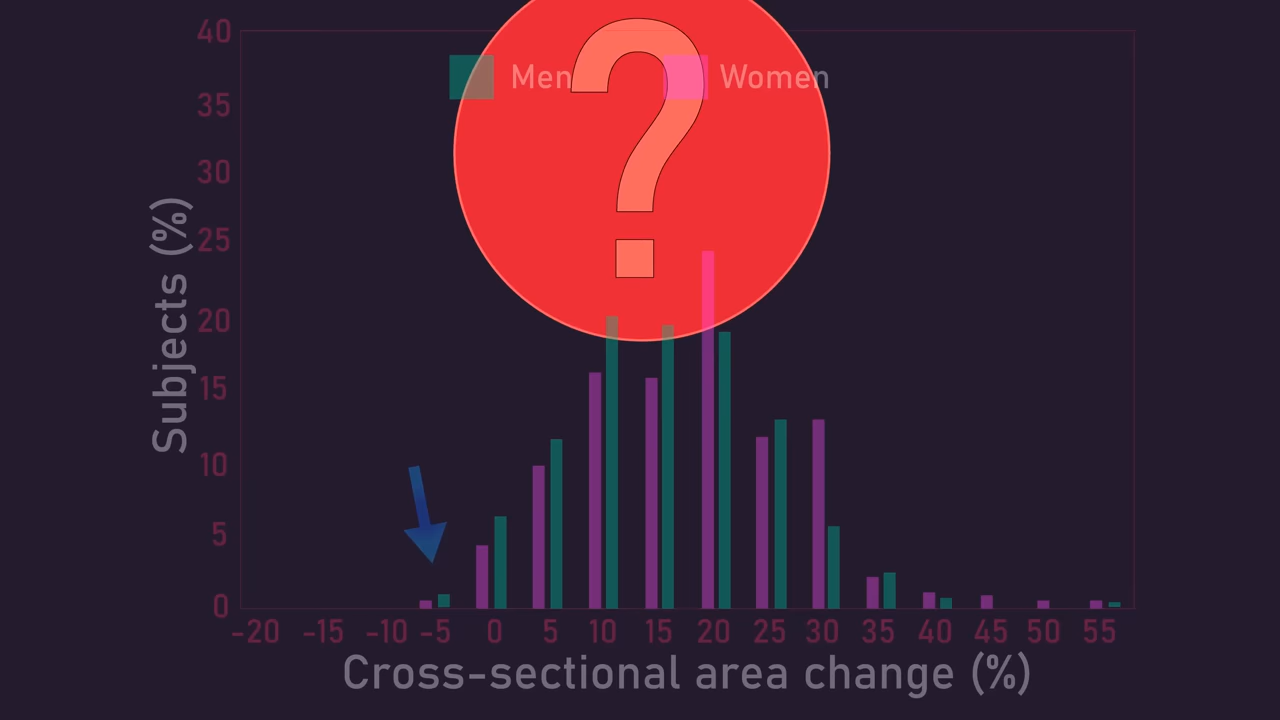 40
Men Women
35
30
25
20
15
10
5
0
Subjects (%)
?
-20 -15 -10 -5 0 5 10 15 20 25 30 35 40 45 50 55
Cross-sectional area change (%)